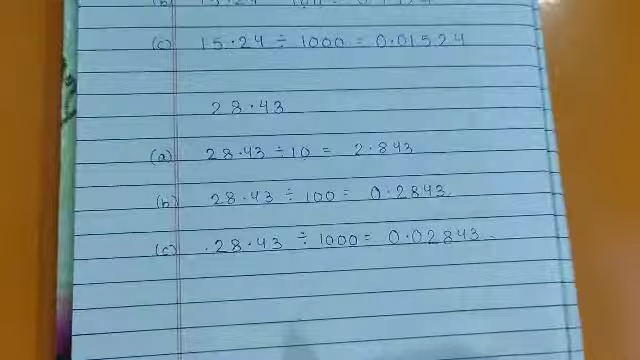 (c) 15.24 ÷ 1000 = 0.01524
28.43
(a) 28.43 ÷ 10 = 2.843
(b) 28.43 ÷ 100 = 0.2843
(c) .28.43 ÷ 1000 = 0.02843